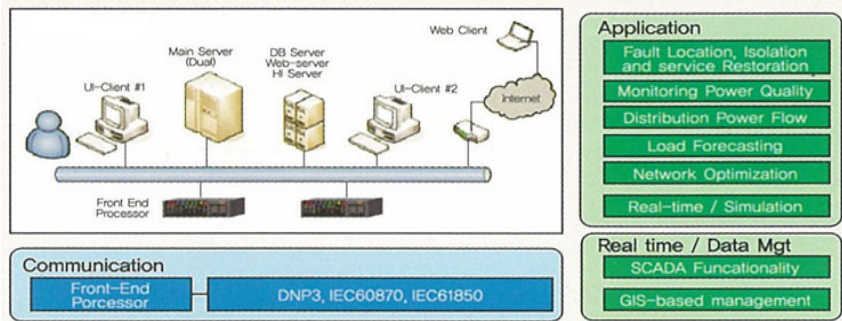 Web Client
Main Server
(Dual)
DB Server
Web-server
HI Server
UI-Client #1
UI-Client #2
Internet
Front End
Processor
Communication
Front-End
Porcessor
DNP3, IEC60870, IEC61850
Application
Fault Location, Isolation
and service Restoration
Monitoring Power Quality
Distribution Power Flow
Load Forecasting
Network Optimization
Real-time / Simulation
Real time / Data Mgt
SCADA Funcationality
GIS-based management